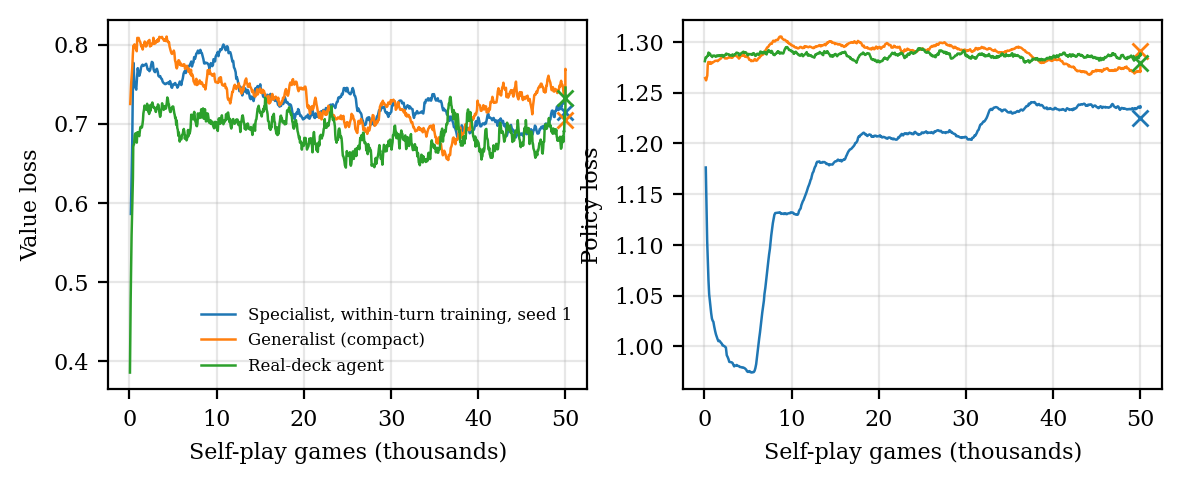 Value loss
0.8
0.7
0.6
0.5
0.4
0 10 20 30 40 50
Self-play games (thousands)
Specialist, within-turn training, seed 1
Generalist (compact)
Real-deck agent
Policy loss
1.30
1.25
1.20
1.15
1.10
1.05
1.00
0 10 20 30 40 50
Self-play games (thousands)